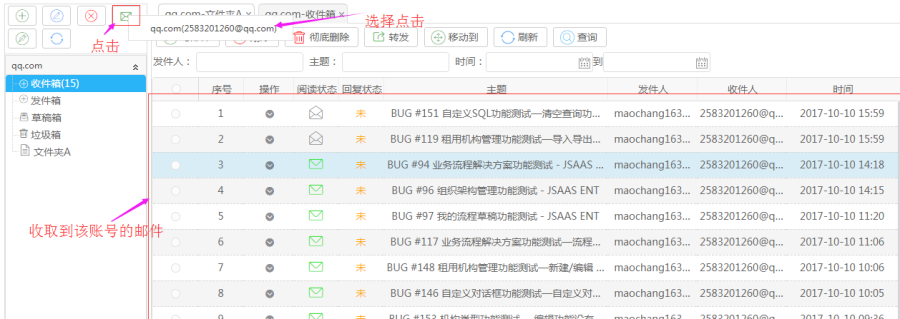 qq.com-文件夹A × qq.com-收件箱 ×
qq.com(2583201260@qq.com)
选择点击
点击
彻底删除 转发 移动到 刷新 查询
发件人： 主题： 时间： 到
qq.com
收件箱(15)
发件箱
草稿箱
垃圾箱
文件夹A
收取到该账号的邮件
序号 操作 阅读状态 回复状态 主题 发件人 收件人 时间
1 未 BUG #151 自定义SQL功能测试—清空查询功... maochang163... 2583201260@q... 2017-10-10 15:59
2 未 BUG #119 租用机构管理功能测试—导入导出... maochang163... 2583201260@q... 2017-10-10 15:59
3 未 BUG #94 业务流程解决方案功能测试 - JSAAS ... maochang163... 2583201260@q... 2017-10-10 14:18
4 未 BUG #96 组织架构管理功能测试 - JSAAS ENT maochang163... 2583201260@q... 2017-10-10 14:15
5 未 BUG #97 我的流程草稿功能测试 - JSAAS ENT maochang163... 2583201260@q... 2017-10-10 11:20
6 未 BUG #117 业务流程解决方案功能测试—流程... maochang163... 2583201260@q... 2017-10-10 11:06
7 未 BUG #148 租用机构管理功能测试—新建/编辑 ... maochang163... 2583201260@q... 2017-10-10 10:06
8 未 BUG #146 自定义对话框功能测试—自定义对... maochang163... 2583201260@q... 2017-10-10 10:05